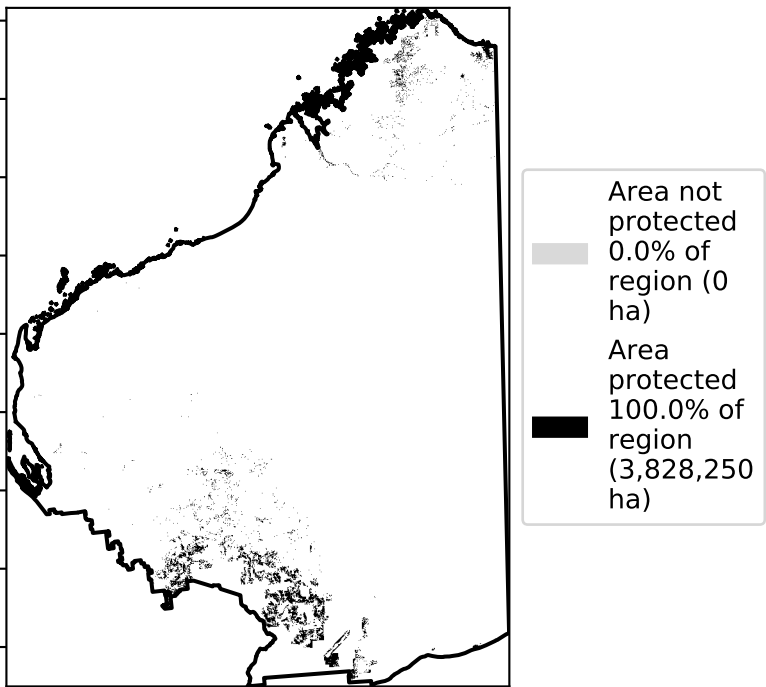 Area not
protected
0.0% of
region (0
ha)
Area
protected
100.0% of
region
(3,828,250
ha)